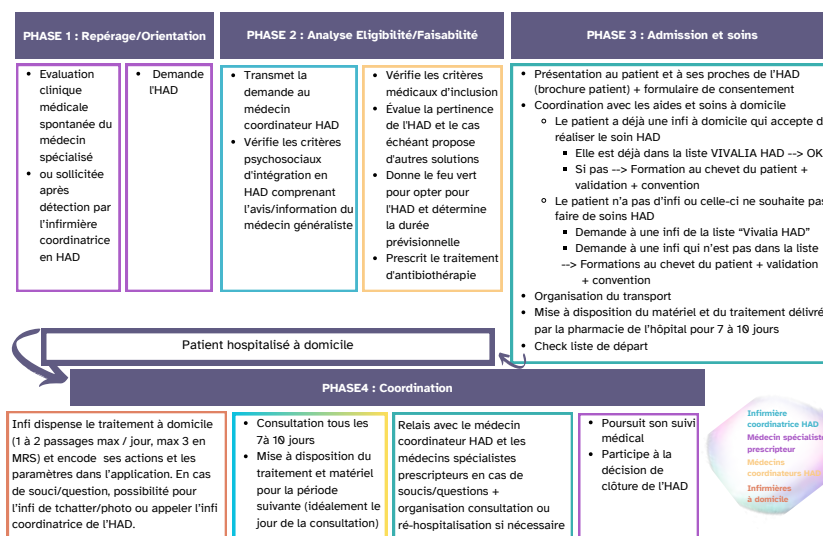 PHASE 1 : Repérage/Orientation
PHASE 2 : Analyse Eligibilité/Faisabilité
PHASE 3 : Admission et soins
Evaluation
clinique
médicale
spontanée du
médecin
spécialisé
ou sollicitée
après
détection par
l'infirmière
coordinatrice
en HAD
Demande
l'HAD
Transmet la
demande au
médecin
coordinateur HAD
Vérifie les critères
psychosociaux
d'intégration en
HAD comprenant
l'avis/information du
médecin généraliste
Vérifie les critères
médicaux d'inclusion
Évalue la pertinence
de l'HAD et le cas
échéant propose
d'autres solutions
Donne le feu vert
pour opter pour
l'HAD et détermine
la durée
prévisionnelle
Prescrit le traitement
d'antibiothérapie
Présentation au patient et à ses proches de l'HAD
(brochure patient) + formulaire de consentement
Coordination avec les aides et soins à domicile
Le patient a déjà une infi à domicile qui accepte d
réaliser le soin HAD
Elle est déjà dans la liste VIVALIA HAD --> OK
Si pas --> Formation au chevet du patient +
validation + convention
Le patient n'a pas d'infi ou celle-ci ne souhaite pas
faire de soins HAD
Demande à une infi de la liste “Vivalia HAD”
Demande à une infi qui n'est pas dans la liste
--> Formations au chevet du patient + validation
+ convention
Organisation du transport
Mise à disposition du matériel et du traitement délivré
par la pharmacie de l'hôpital pour 7 à 10 jours
Check liste de départ
Patient hospitalisé à domicile
PHASE4 : Coordination
Infi dispense le traitement à domicile
(1 à 2 passages max / jour, max 3 en
MRS) et encode ses actions et les
paramètres dans l'application. En cas
de souci/question, possibilité pour
l'infi de tchatter/photo ou appeler l'infi
coordinatrice de l'HAD.
Consultation tous les
7à 10 jours
Mise à disposition du
traitement et matériel
pour la période
suivante (idéalement le
jour de la consultation)
Relais avec le médecin
coordinateur HAD et les
médecins spécialistes
prescripteurs en cas de
soucis/questions +
organisation consultation ou
ré-hospitalisation si nécessaire
Poursuit son suivi
médical
Participe à la
décision de
clôture de l'HAD
Infirmière
coordinatrice HAD
Médecin spécialiste
prescripteur
Médecins
coordinateurs HAD
Infirmières
à domicile